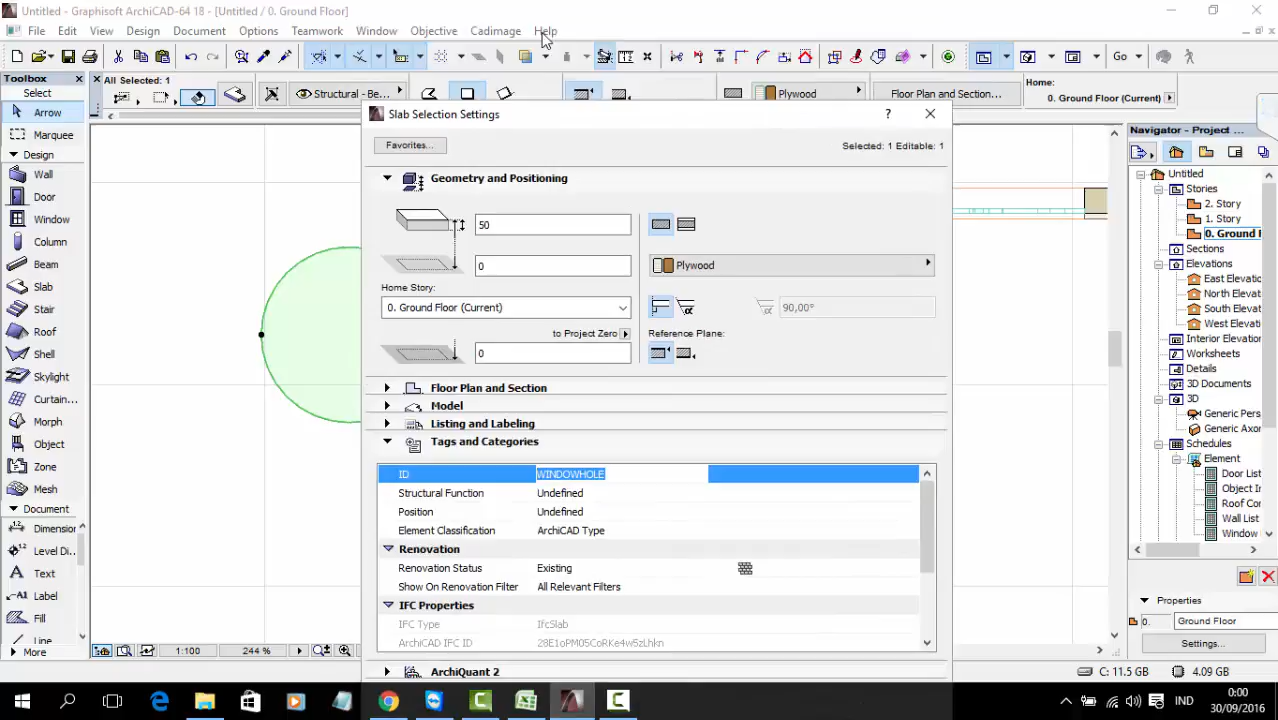 Untitled - Graphisoft ArchiCAD-64 18 - [Untitled / 0. Ground Floor]
File Edit View Design Document Options Teamwork Window Objective Cadimage Help
Go
Toolbox
Select
Arrow
Marquee
Design
Wall
Door
Window
Column
Beam
Slab
Stair
Roof
Shell
Skylight
Curtain...
Morph
Object
Zone
Mesh
Document
Dimension
Level Di...
Text
Label
Fill
Line
More
All Selected: 1
Structural - Be...
Plywood
Floor Plan and Section...
Home:
0. Ground Floor (Current)
Slab Selection Settings
?
Favorites...
Selected: 1 Editable: 1
Geometry and Positioning
50
0
Plywood
Home Story:
0. Ground Floor (Current)
90,00°
to Project Zero
Reference Plane:
0
Floor Plan and Section
Model
Listing and Labeling
Tags and Categories
ID WINDOWHOLE
Structural Function Undefined
Position Undefined
Element Classification ArchiCAD Type
Renovation
Renovation Status Existing
Show On Renovation Filter All Relevant Filters
IFC Properties
IFC Type IfcSlab
ArchiCAD IFC ID 28E1oPM05CoRKe4w5zLhkn
ArchiQuant 2
Navigator - Project ...
Untitled
Stories
2. Story
1. Story
0. Ground F
Sections
Elevations
East Elevatio
North Elevat
South Elevat
West Elevatio
Interior Elevatio
Worksheets
Details
3D Documents
3D
Generic Pers
Generic Axon
Schedules
Element
Door List
Object In
Roof Cor
Wall List
Window
Properties
0. Ground Floor
Settings...
1:100
244 %
C: 11.5 GB
4.09 GB
IND
0:00
30/09/2016